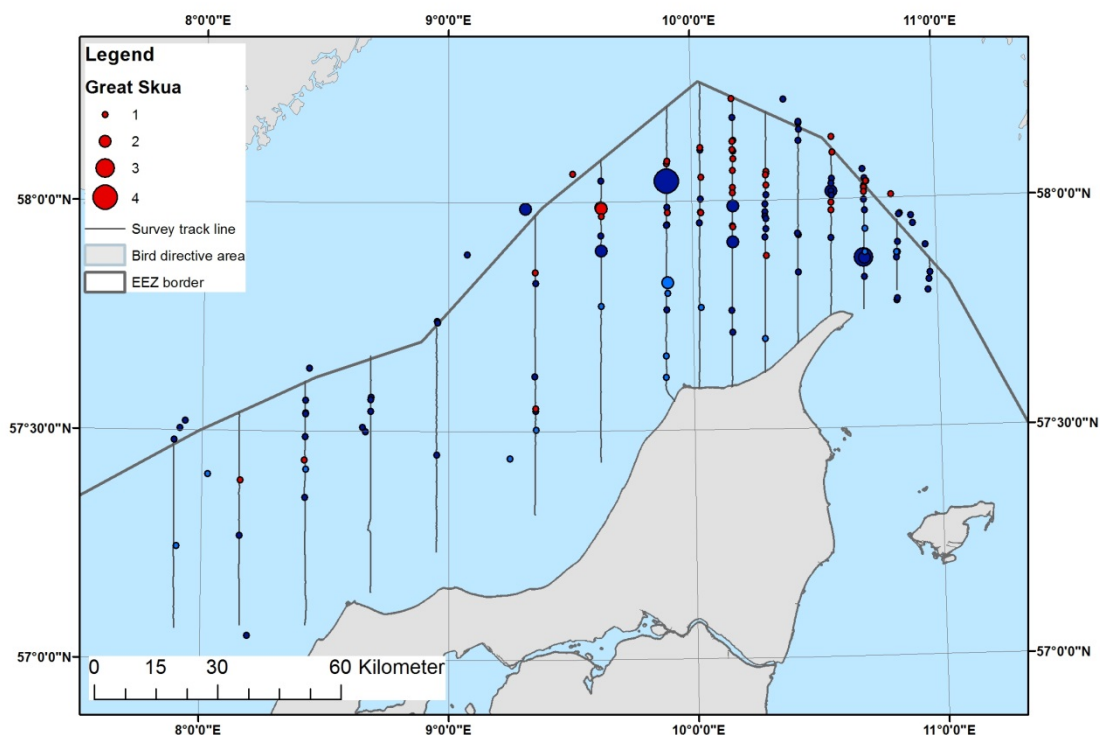 8°0'0"E 9°0'0"E 10°0'0"E 11°0'0"E
Legend
Great Skua
1
2
3
4
Survey track line
Bird directive area
EEZ border
58°0'0"N 58°0'0"N
57°30'0"N 57°30'0"N
57°0'0"N 57°0'0"N
0 15 30 60 Kilometer
8°0'0"E 9°0'0"E 10°0'0"E 11°0'0"E